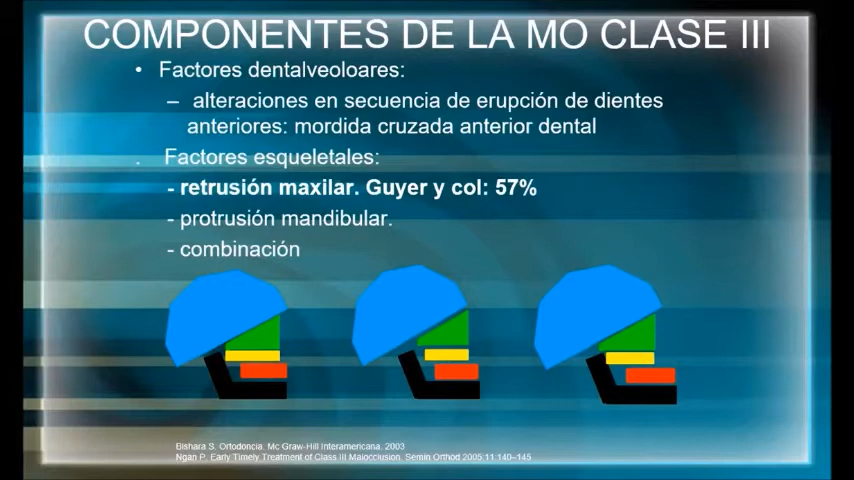 COMPONENTES DE LA MO CLASE III
• Factores dentalveoloares:
– alteraciones en secuencia de erupción de dientes
anteriores: mordida cruzada anterior dental
. Factores esqueletales:
- retrusión maxilar. Guyer y col: 57%
- protrusión mandibular.
- combinación
Bishara S. Ortodoncia. Mc Graw-Hill Interamericana. 2003
Ngan P. Early Timely Treatment of Class III Malocclusion. Semin Orthod 2005:11:140–145